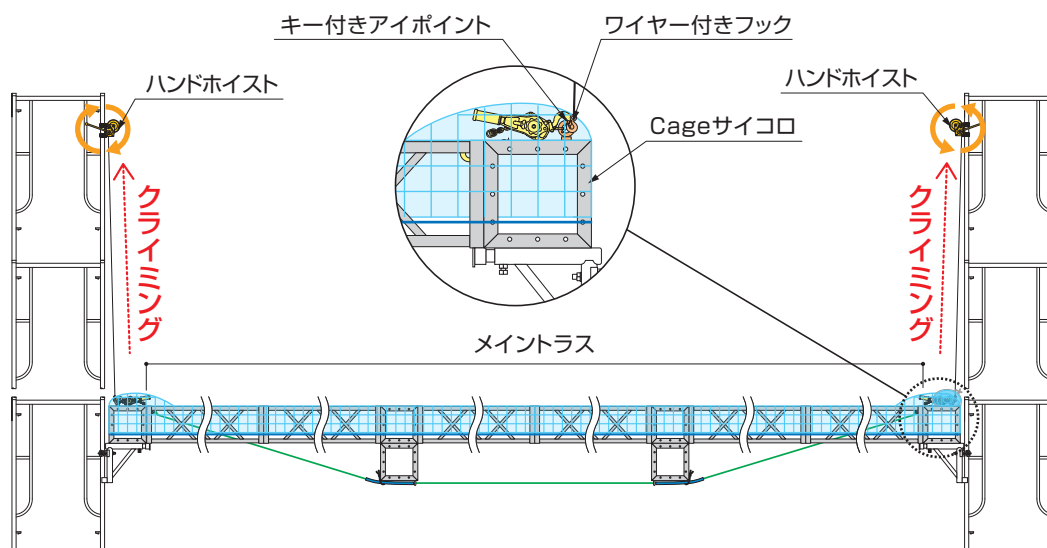 キー付きアイポイント
ワイヤー付きフック
ハンドホイスト
ハンドホイスト
Cageサイコロ
クライミング
クライミング
メイントラス